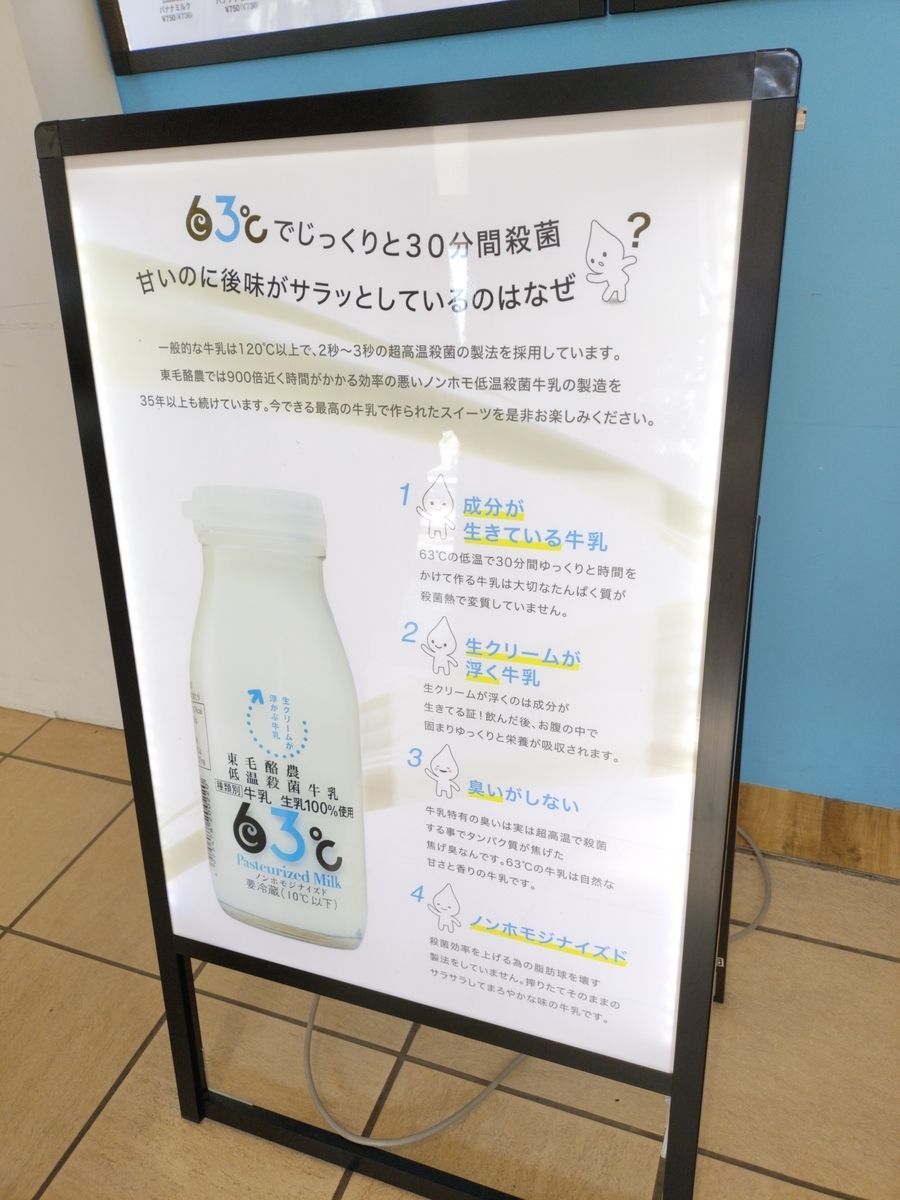 バナナミルク
¥750(¥736)
¥750(¥736)
63℃でじっくりと30分間殺菌
?
甘いのに後味がサラッとしているのはなぜ
一般的な牛乳は120℃以上で、2秒〜3秒の超高温殺菌の製法を採用しています。
東毛酪農では900倍近く時間がかかる効率の悪いノンホモ低温殺菌牛乳の製造を
35年以上も続けています。今できる最高の牛乳で作られたスイーツを是非お楽しみください。
1
成分が
生きている牛乳
63℃の低温で30分間ゆっくりと時間を
かけて作る牛乳は大切なたんぱく質が
殺菌熱で変質していません。
2
生クリームが
浮く牛乳
生クリームが浮くのは成分が
生きてる証！飲んだ後、お腹の中で
固まりゆっくりと栄養が吸収されます。
3
臭いがしない
牛乳特有の臭いは実は超高温で殺菌
する事でタンパク質が焦げた
焦げ臭なんです。63℃の牛乳は自然な
甘さと香りの牛乳です。
4
ノンホモジナイズド
殺菌効率を上げる為の脂肪球を壊す
製法をしていません。搾りたてそのままの
サラサラしてまろやかな味の牛乳です。
生クリームが
浮かぶ牛乳
東毛酪農
低温殺菌牛乳
種類別 牛乳 生乳100%使用
63℃
Pasteurized Milk
ノンホモジナイズド
要冷蔵(10℃以下)